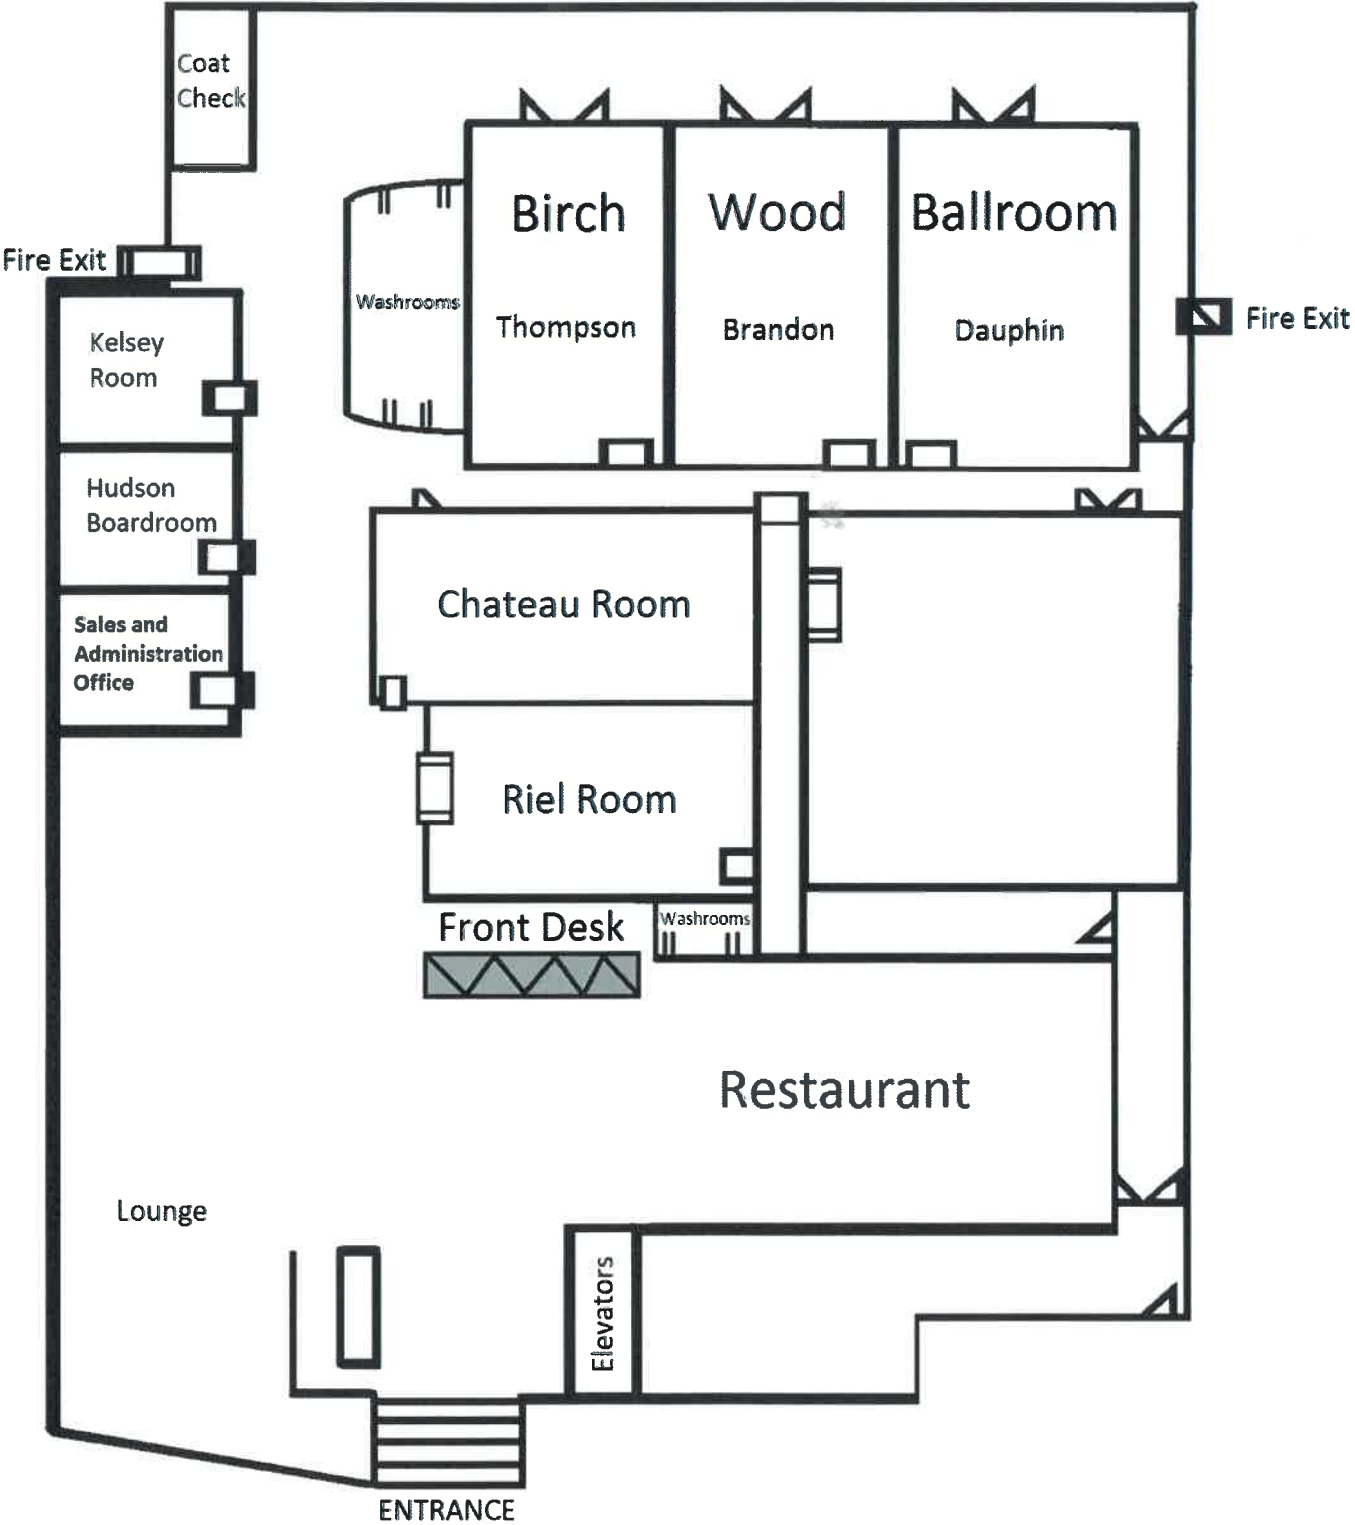 Coat
Check
Birch
Wood
Ballroom
Fire Exit
Washrooms
Thompson
Brandon
Dauphin
Fire Exit
Kelsey
Room
Hudson
Boardroom
Chateau Room
Sales and
Administration
Office
Riel Room
Front Desk
Washrooms
Restaurant
Lounge
Elevators
ENTRANCE